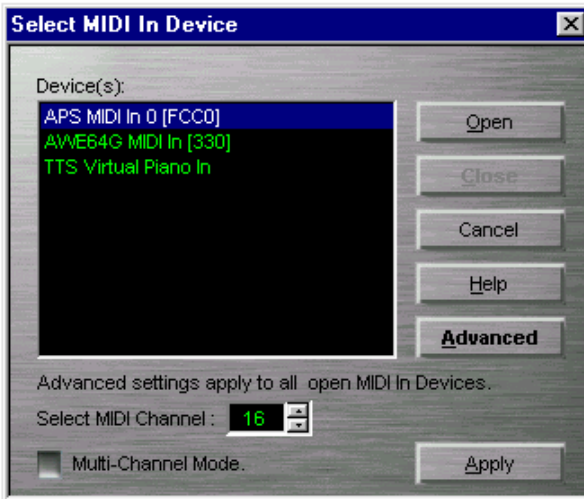 Select MIDI In Device
Device(s):
APS MIDI In 0 [FCC0]
AWE64G MIDI In [330]
TTS Virtual Piano In
Open
Close
Cancel
Help
Advanced
Advanced settings apply to all open MIDI In Devices.
Select MIDI Channel : 16
Multi-Channel Mode.
Apply